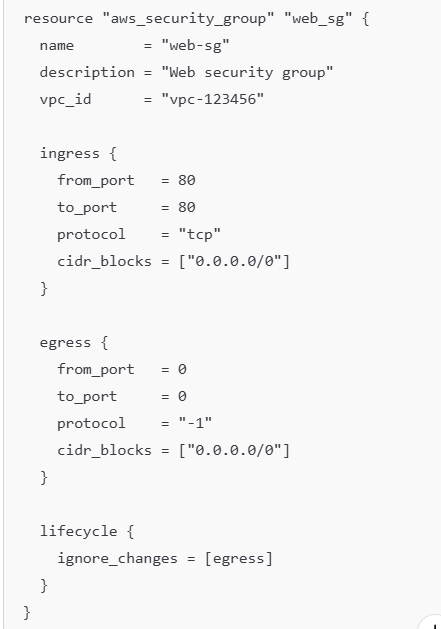 resource "aws_security_group" "web_sg" {
  name        = "web-sg"
  description = "Web security group"
  vpc_id      = "vpc-123456"

  ingress {
    from_port   = 80
    to_port     = 80
    protocol    = "tcp"
    cidr_blocks = ["0.0.0.0/0"]
  }

  egress {
    from_port   = 0
    to_port     = 0
    protocol    = "-1"
    cidr_blocks = ["0.0.0.0/0"]
  }

  lifecycle {
    ignore_changes = [egress]
  }
}